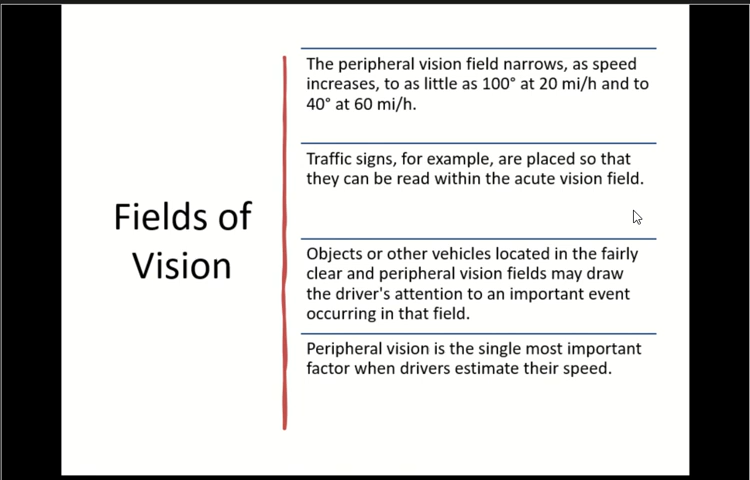 Fields of
Vision
The peripheral vision field narrows, as speed
increases, to as little as 100° at 20 mi/h and to
40° at 60 mi/h.
Traffic signs, for example, are placed so that
they can be read within the acute vision field.
Objects or other vehicles located in the fairly
clear and peripheral vision fields may draw
the driver's attention to an important event
occurring in that field.
Peripheral vision is the single most important
factor when drivers estimate their speed.